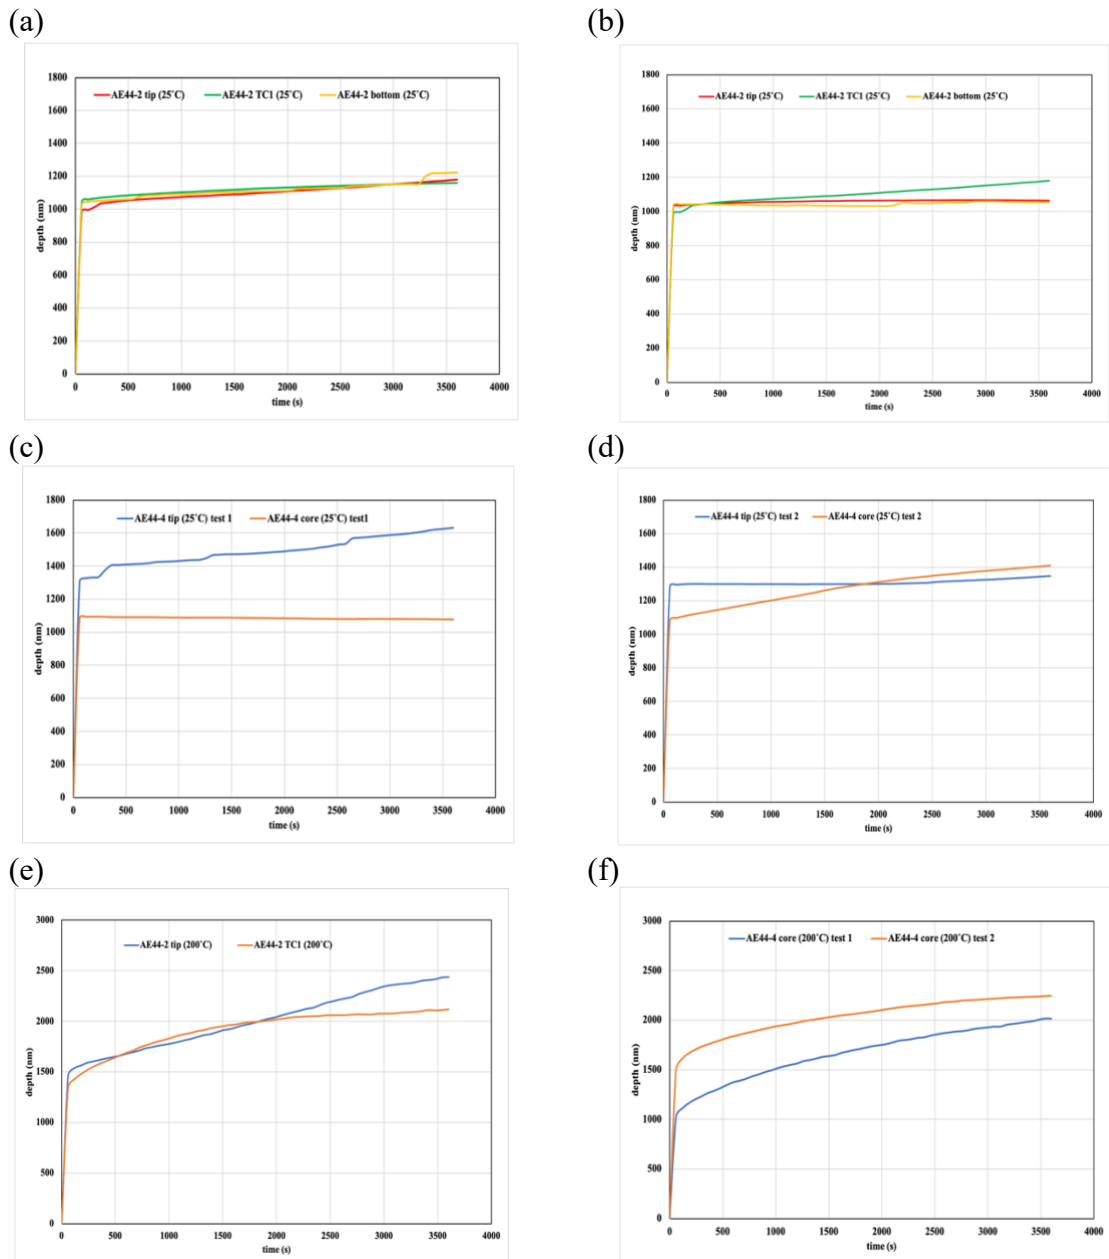 (a)
(b)
AE44-2 tip (25˚C) AE44-2 TC1 (25˚C) AE44-2 bottom (25˚C)
1800
1600
1400
1200
1000
800
600
400
200
0
depth (nm)
0 500 1000 1500 2000 2500 3000 3500 4000
time (s)
AE44-2 tip (25˚C) AE44-2 TC1 (25˚C) AE44-2 bottom (25˚C)
1800
1600
1400
1200
1000
800
600
400
200
0
depth (nm)
0 500 1000 1500 2000 2500 3000 3500 4000
time (s)
(c)
(d)
AE44-4 tip (25˚C) test 1 AE44-4 core (25˚C) test1
1800
1600
1400
1200
1000
800
600
400
200
0
depth (nm)
0 500 1000 1500 2000 2500 3000 3500 4000
time (s)
AE44-4 tip (25˚C) test 2 AE44-4 core (25˚C) test 2
1800
1600
1400
1200
1000
800
600
400
200
0
depth (nm)
0 500 1000 1500 2000 2500 3000 3500 4000
time (s)
(e)
(f)
AE44-2 tip (200˚C) AE44-2 TC1 (200˚C)
3000
2500
2000
1500
1000
500
0
depth (nm)
0 500 1000 1500 2000 2500 3000 3500 4000
time (s)
AE44-4 core (200˚C) test 1 AE44-4 core (200˚C) test 2
3000
2500
2000
1500
1000
500
0
depth (nm)
0 500 1000 1500 2000 2500 3000 3500 4000
time (s)